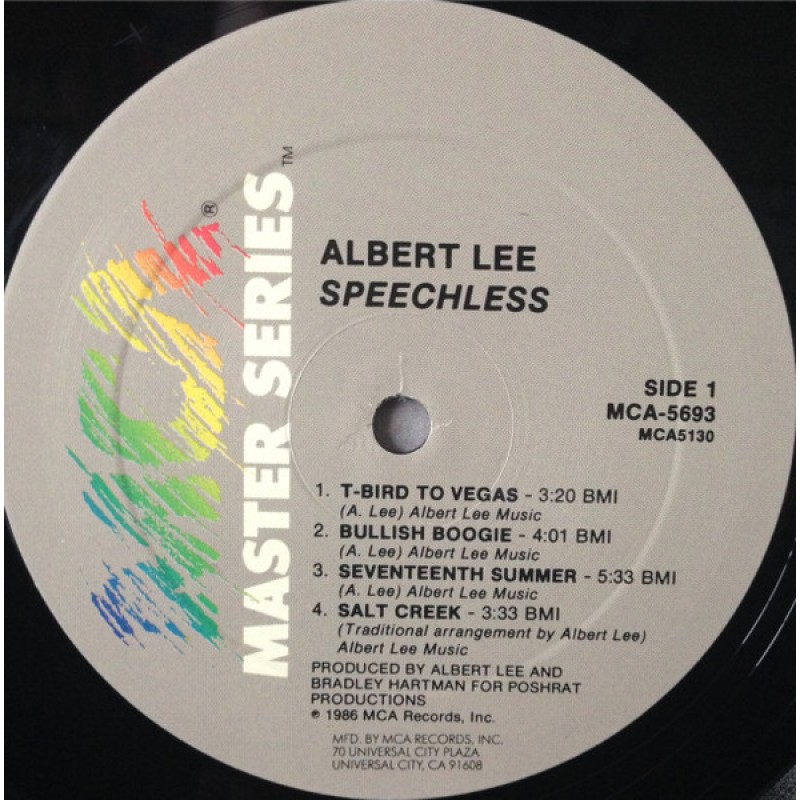 MASTER SERIES™
®
ALBERT LEE
SPEECHLESS
SIDE 1
MCA-5693
MCA5130
1. T-BIRD TO VEGAS - 3:20 BMI
(A. Lee) Albert Lee Music
2. BULLISH BOOGIE - 4:01 BMI
(A. Lee) Albert Lee Music
3. SEVENTEENTH SUMMER - 5:33 BMI
(A. Lee) Albert Lee Music
4. SALT CREEK - 3:33 BMI
(Traditional arrangement by Albert Lee)
Albert Lee Music
PRODUCED BY ALBERT LEE AND
BRADLEY HARTMAN FOR POSHRAT
PRODUCTIONS
℗ 1986 MCA Records, Inc.
MFD. BY MCA RECORDS, INC.
70 UNIVERSAL CITY PLAZA
UNIVERSAL CITY, CA 91608